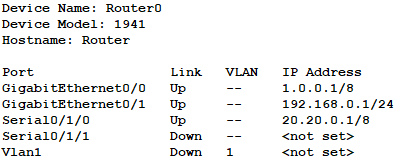 Device Name: Router0
Device Model: 1941
Hostname: Router

Port Link VLAN IP Address
GigabitEthernet0/0 Up -- 1.0.0.1/8
GigabitEthernet0/1 Up -- 192.168.0.1/24
Serial0/1/0 Up -- 20.20.0.1/8
Serial0/1/1 Down -- <not set>
Vlan1 Down 1 <not set>